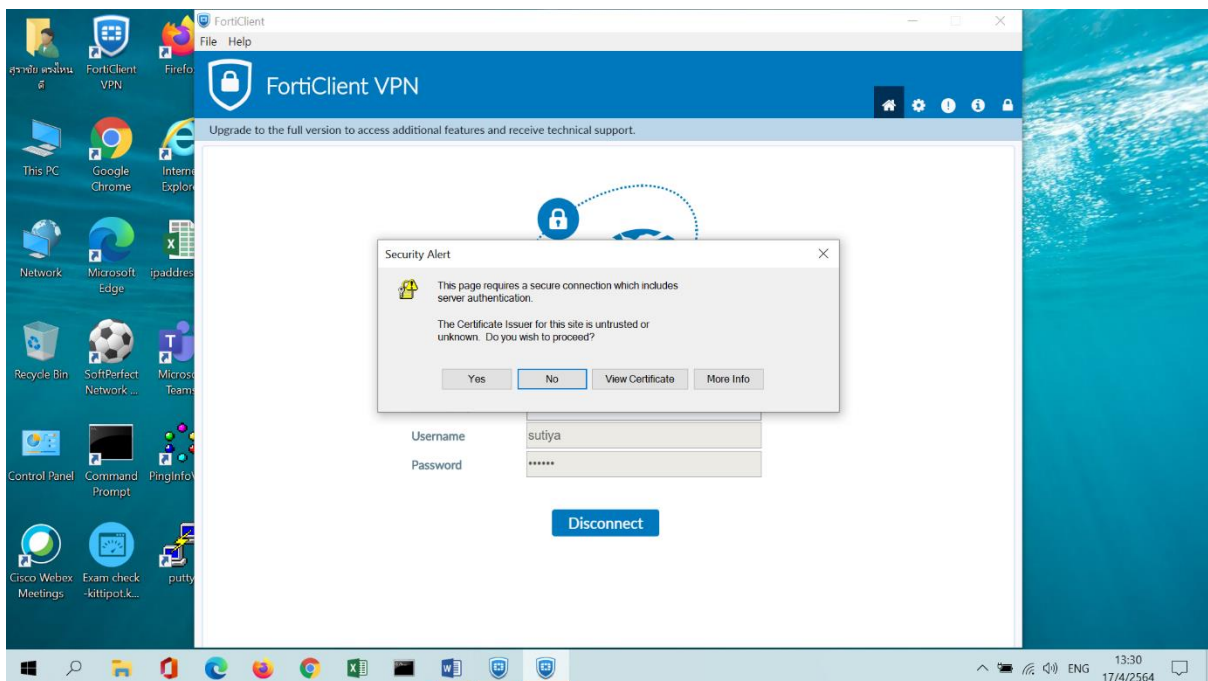 FortiClient
File Help
FortiClient VPN
Upgrade to the full version to access additional features and receive technical support.
Security Alert
This page requires a secure connection which includes
server authentication.
The Certificate Issuer for this site is untrusted or
unknown. Do you wish to proceed?
Yes No View Certificate More Info
Username sutiya
Password ••••••
Disconnect
สุราชัย ตรงไหน
ดี
FortiClient
VPN
Firefo
This PC
Google
Chrome
Interne
Explore
Network
Microsoft
Edge
ipaddres
Recycle Bin
SoftPerfect
Network ...
Microso
Teams
Control Panel
Command
Prompt
PingInfoV
Cisco Webex
Meetings
Exam check
-kittipot.k...
putty
ENG
13:30
17/4/2564